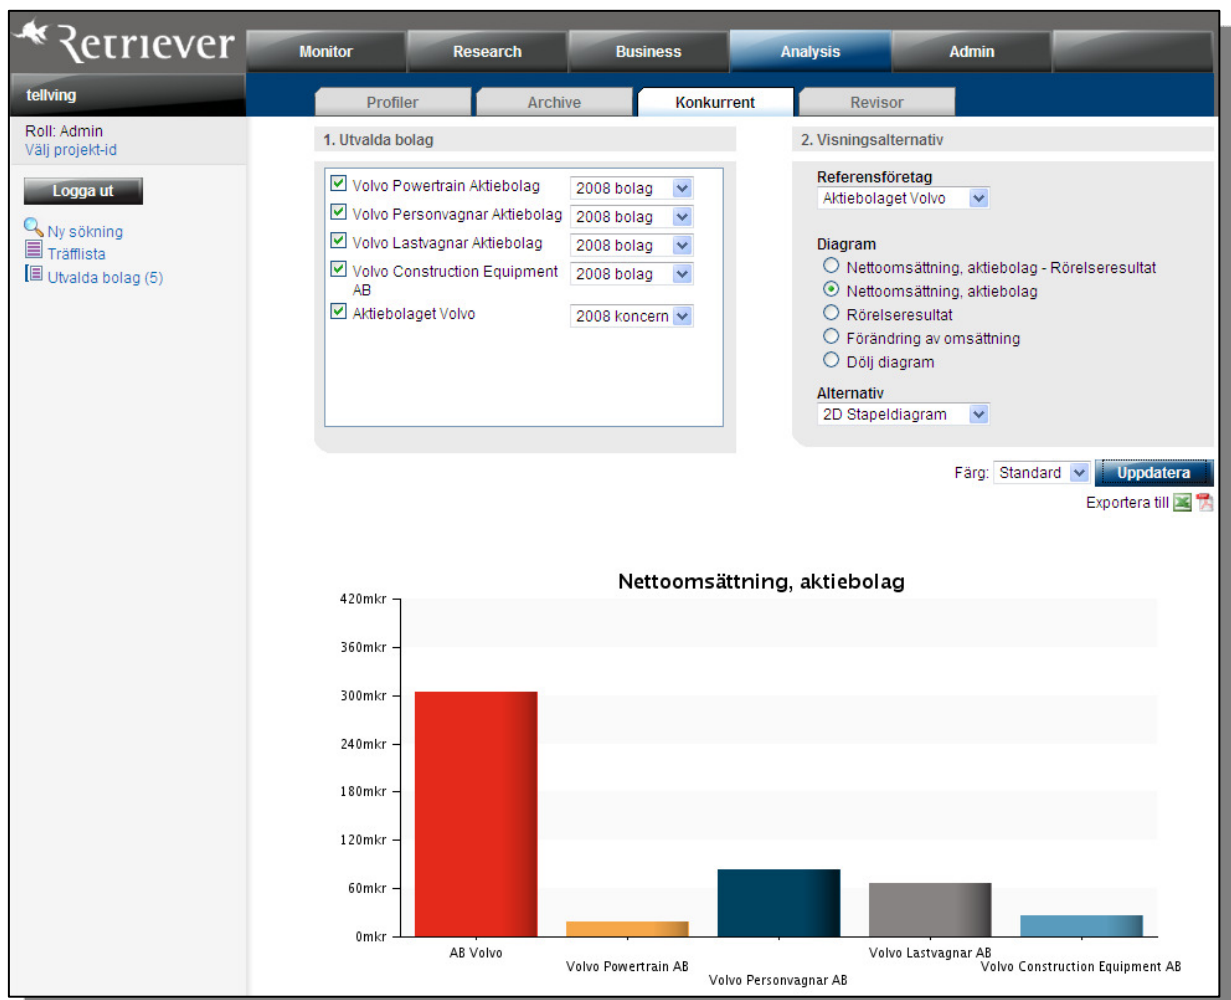 Retriever
Monitor
Research
Business
Analysis
Admin
tellving
Profiler
Archive
Konkurrent
Revisor
Roll: Admin
Välj projekt-id
Logga ut
Ny sökning
Träfflista
Utvalda bolag (5)
1. Utvalda bolag
Volvo Powertrain Aktiebolag
2008 bolag
Volvo Personvagnar Aktiebolag
2008 bolag
Volvo Lastvagnar Aktiebolag
2008 bolag
Volvo Construction Equipment
AB
2008 bolag
Aktiebolaget Volvo
2008 koncern
2. Visningsalternativ
Referensföretag
Aktiebolaget Volvo
Diagram
Nettoomsättning, aktiebolag - Rörelseresultat
Nettoomsättning, aktiebolag
Rörelseresultat
Förändring av omsättning
Dölj diagram
Alternativ
2D Stapeldiagram
Färg: Standard
Uppdatera
Exportera till
Nettoomsättning, aktiebolag
420mkr
360mkr
300mkr
240mkr
180mkr
120mkr
60mkr
0mkr
AB Volvo
Volvo Powertrain AB
Volvo Personvagnar AB
Volvo Lastvagnar AB
Volvo Construction Equipment AB